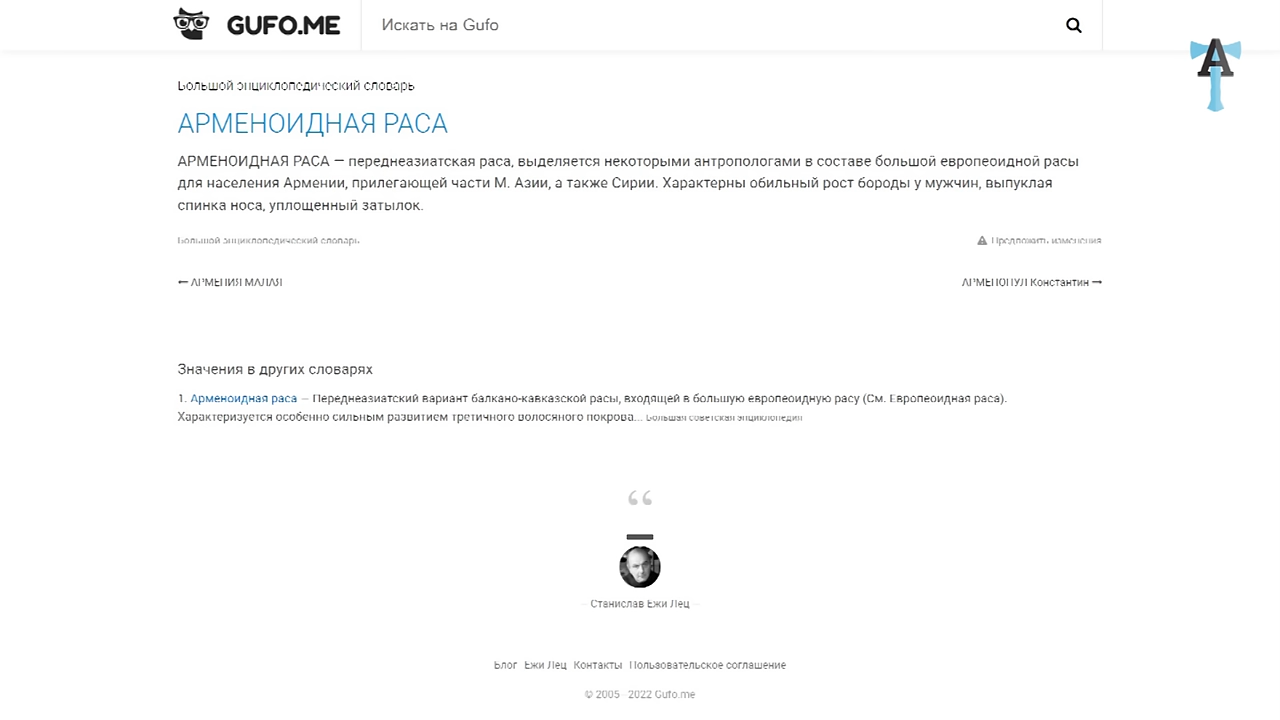 GUFO.ME
Искать на Gufo
Большой энциклопедический словарь
АРМЕНОИДНАЯ РАСА
АРМЕНОИДНАЯ РАСА — переднеазиатская раса, выделяется некоторыми антропологами в составе большой европеоидной расы
для населения Армении, прилегающей части М. Азии, а также Сирии. Характерны обильный рост бороды у мужчин, выпуклая
спинка носа, уплощенный затылок.
Большой энциклопедический словарь
Предложить изменения
← АРМЕНИЯ МАЛАЯ
АРМЕНОПУЛ Константин →
Значения в других словарях
1. Арменоидная раса — Переднеазиатский вариант балкано-кавказской расы, входящей в большую европеоидную расу (См. Европеоидная раса).
Характеризуется особенно сильным развитием третичного волосяного покрова... Большая советская энциклопедия
“
— Станислав Ежи Лец —
Блог Ежи Лец Контакты Пользовательское соглашение
© 2005—2022 Gufo.me